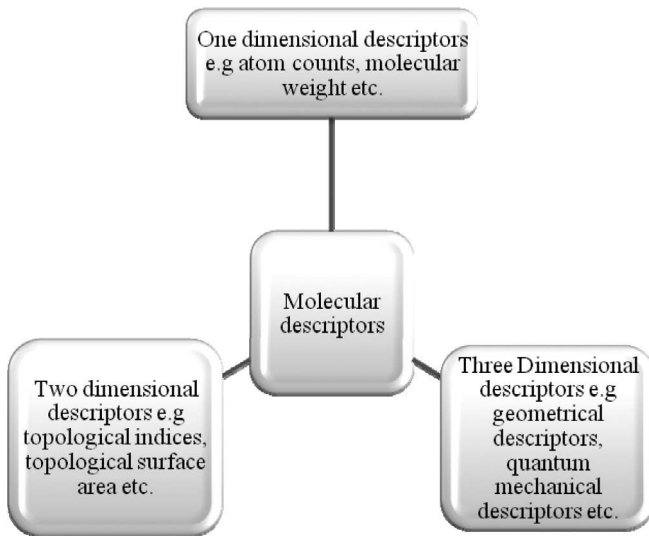 One dimensional descriptors
e.g atom counts, molecular
weight etc.
Molecular
descriptors
Two dimensional
descriptors e.g
topological indices,
topological surface
area etc.
Three Dimensional
descriptors e.g
geometrical
descriptors,
quantum
mechanical
descriptors etc.